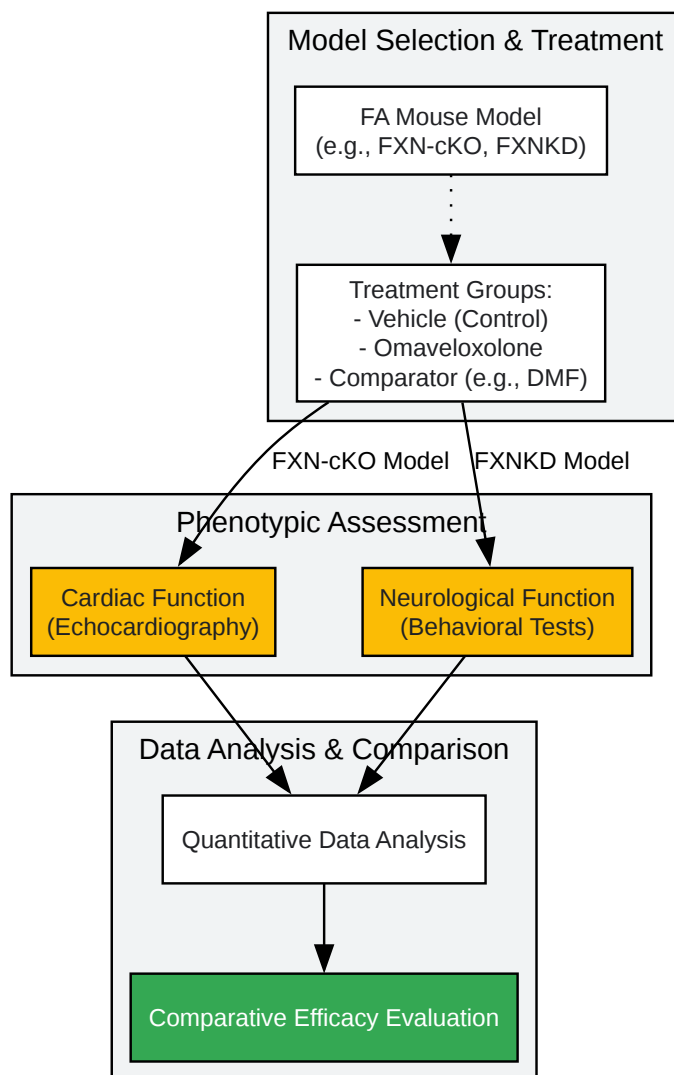 Model Selection & Treatment
FA Mouse Model
(e.g., FXN-cKO, FXNKD)
Treatment Groups:
- Vehicle (Control)
- Omaveloxolone
- Comparator (e.g., DMF)
FXN-cKO Model
FXNKD Model
Phenotypic Assessment
Cardiac Function
(Echocardiography)
Neurological Function
(Behavioral Tests)
Data Analysis & Comparison
Quantitative Data Analysis
Comparative Efficacy Evaluation